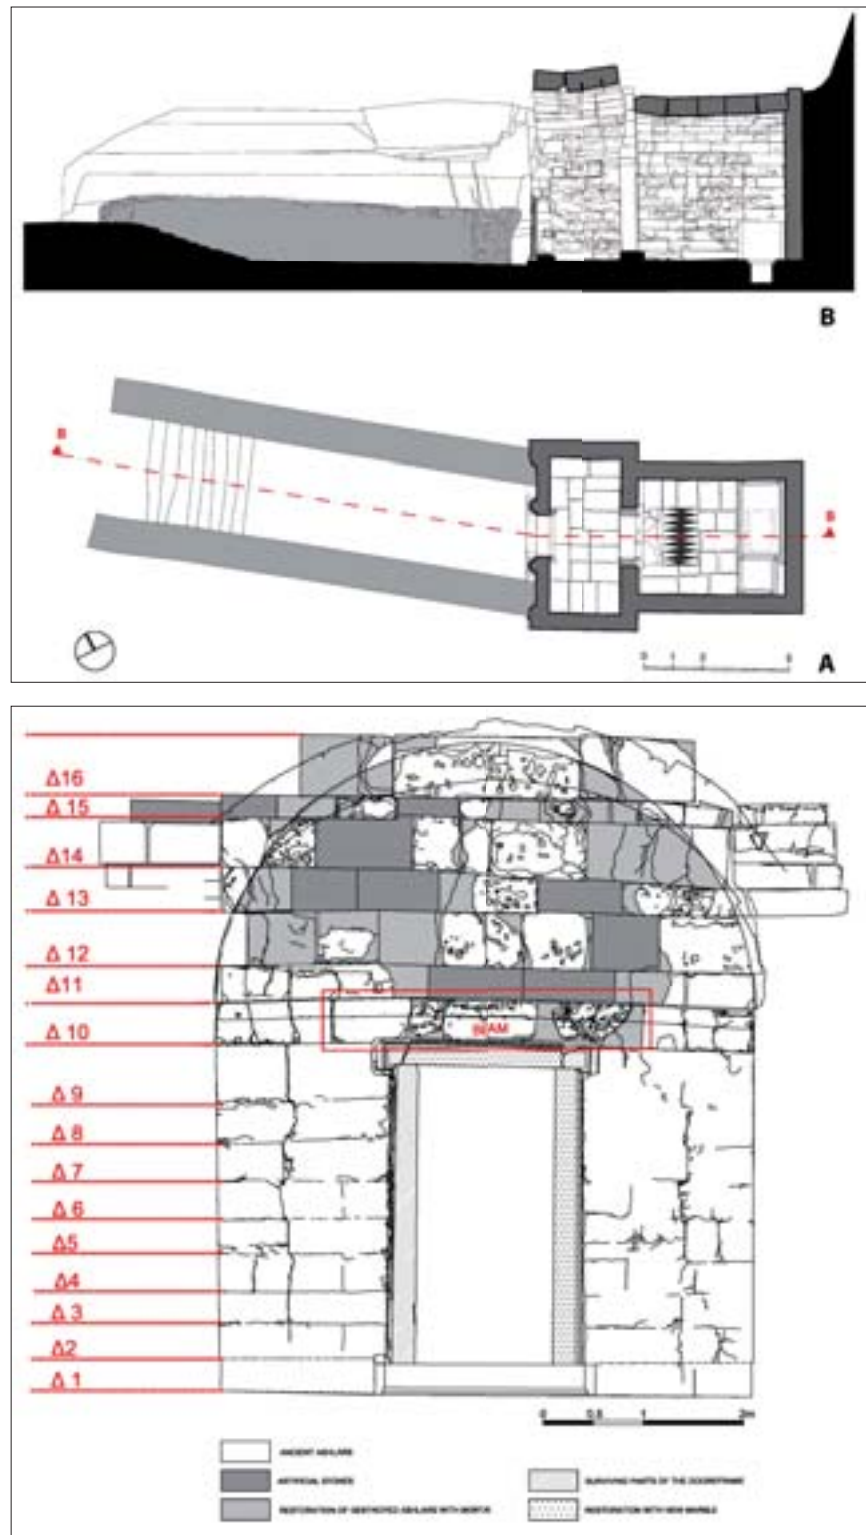 B
B
B
0 1 2 5
A
Δ16
Δ 15
Δ14
Δ 13
Δ 12
Δ11
Δ 10
BEAM
Δ 9
Δ 8
Δ 7
Δ 6
Δ5
Δ4
Δ 3
Δ2
Δ 1
0 0,5 1 2m
ANCIENT ASHLARS
ARTIFICIAL STONES
SURVIVING PARTS OF THE DOORFRAME
RESTORATION OF DESTROYED ASHLARS WITH MORTAR
RESTORATION WITH NEW MARBLE